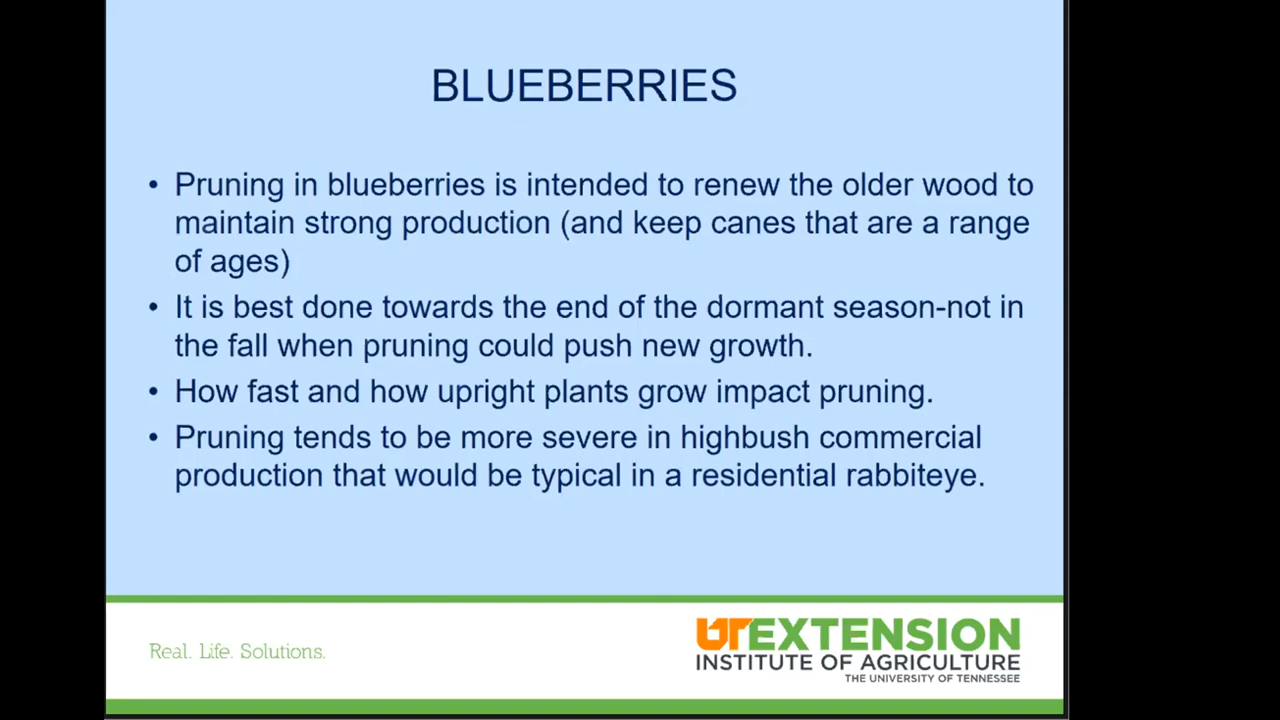 BLUEBERRIES
• Pruning in blueberries is intended to renew the older wood to
maintain strong production (and keep canes that are a range
of ages)
• It is best done towards the end of the dormant season-not in
the fall when pruning could push new growth.
• How fast and how upright plants grow impact pruning.
• Pruning tends to be more severe in highbush commercial
production that would be typical in a residential rabbiteye.
Real. Life. Solutions.
UTEXTENSION
INSTITUTE OF AGRICULTURE
THE UNIVERSITY OF TENNESSEE